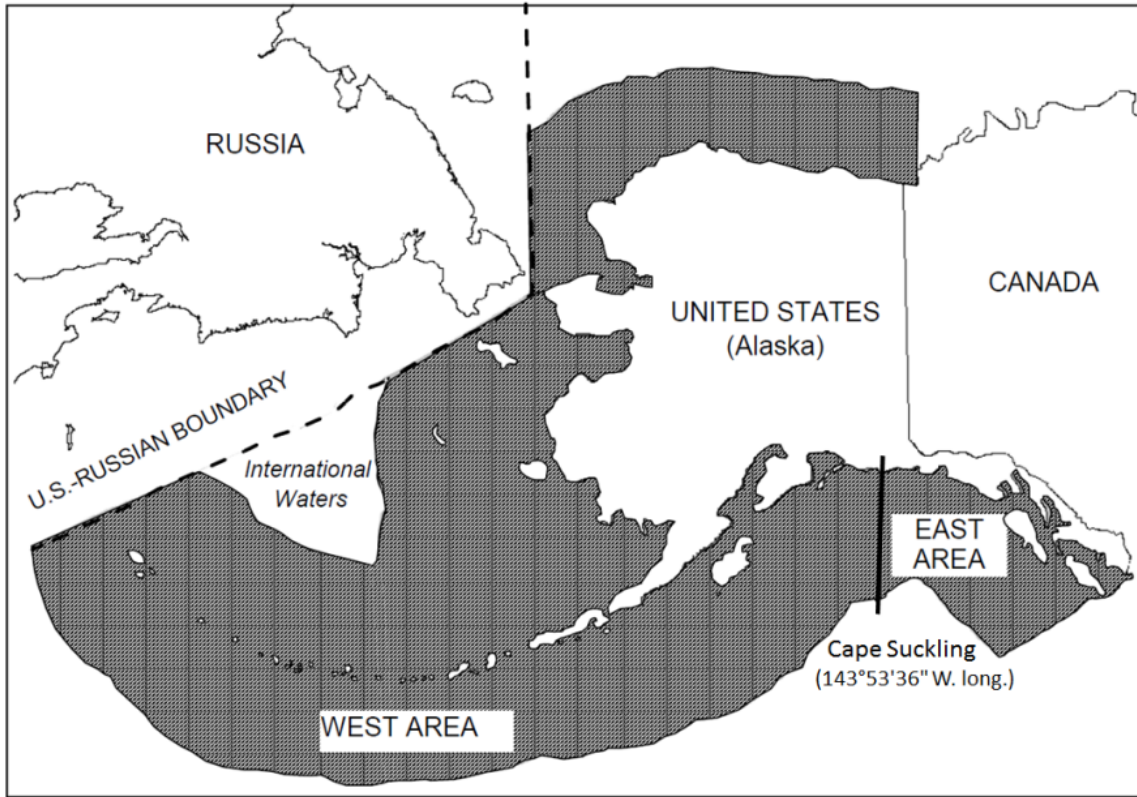 RUSSIA
CANADA
UNITED STATES
(Alaska)
U.S.-RUSSIAN BOUNDARY
International
Waters
EAST
AREA
Cape Suckling
(143°53'36" W. long.)
WEST AREA